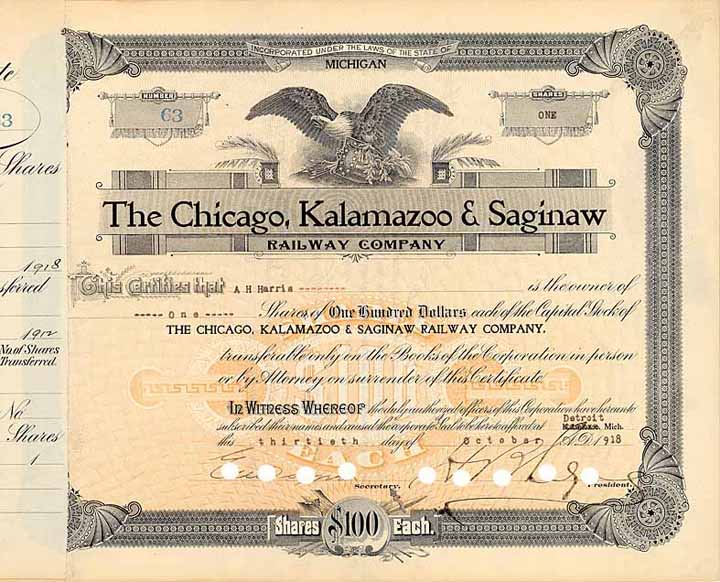 INCORPORATED UNDER THE LAWS OF THE STATE OF
MICHIGAN
NUMBER
63
SHARES
ONE
The Chicago, Kalamazoo & Saginaw
RAILWAY COMPANY
This Certifies that A H Harris is the owner of
One Shares of One Hundred Dollars each of the Capital Stock of
THE CHICAGO, KALAMAZOO & SAGINAW RAILWAY COMPANY.
transferable only on the Books of the Corporation in person
or by Attorney on surrender of this Certificate
IN WITNESS WHEREOF the duly authorized officers of this Corporation have hereunto
Detroit
subscribed their names and caused the corporate Seal to be hereto affixed at Mich.
this thirtieth day of October A.D. 1918
EACH
Secretary.
President.
Shares $100 Each.
te
3
Shares
1918
sferred
1912
No. of Shares
Transferred.
No
Shares
1